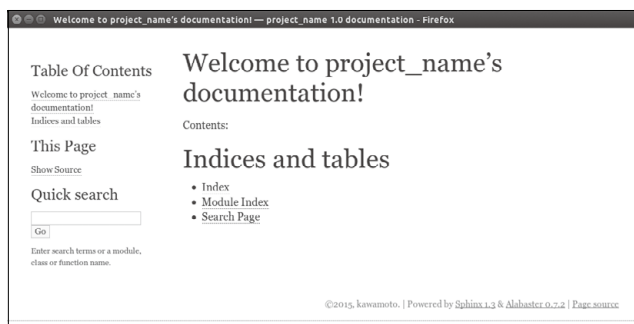 Welcome to project_name's documentation! — project_name 1.0 documentation - Firefox
Table Of Contents
Welcome to project_name's
documentation!
Indices and tables
This Page
Show Source
Quick search
Go
Enter search terms or a module,
class or function name.
Welcome to project_name’s
documentation!
Contents:
Indices and tables
• Index
• Module Index
• Search Page
©2015, kawamoto. | Powered by Sphinx 1.3 & Alabaster 0.7.2 | Page source